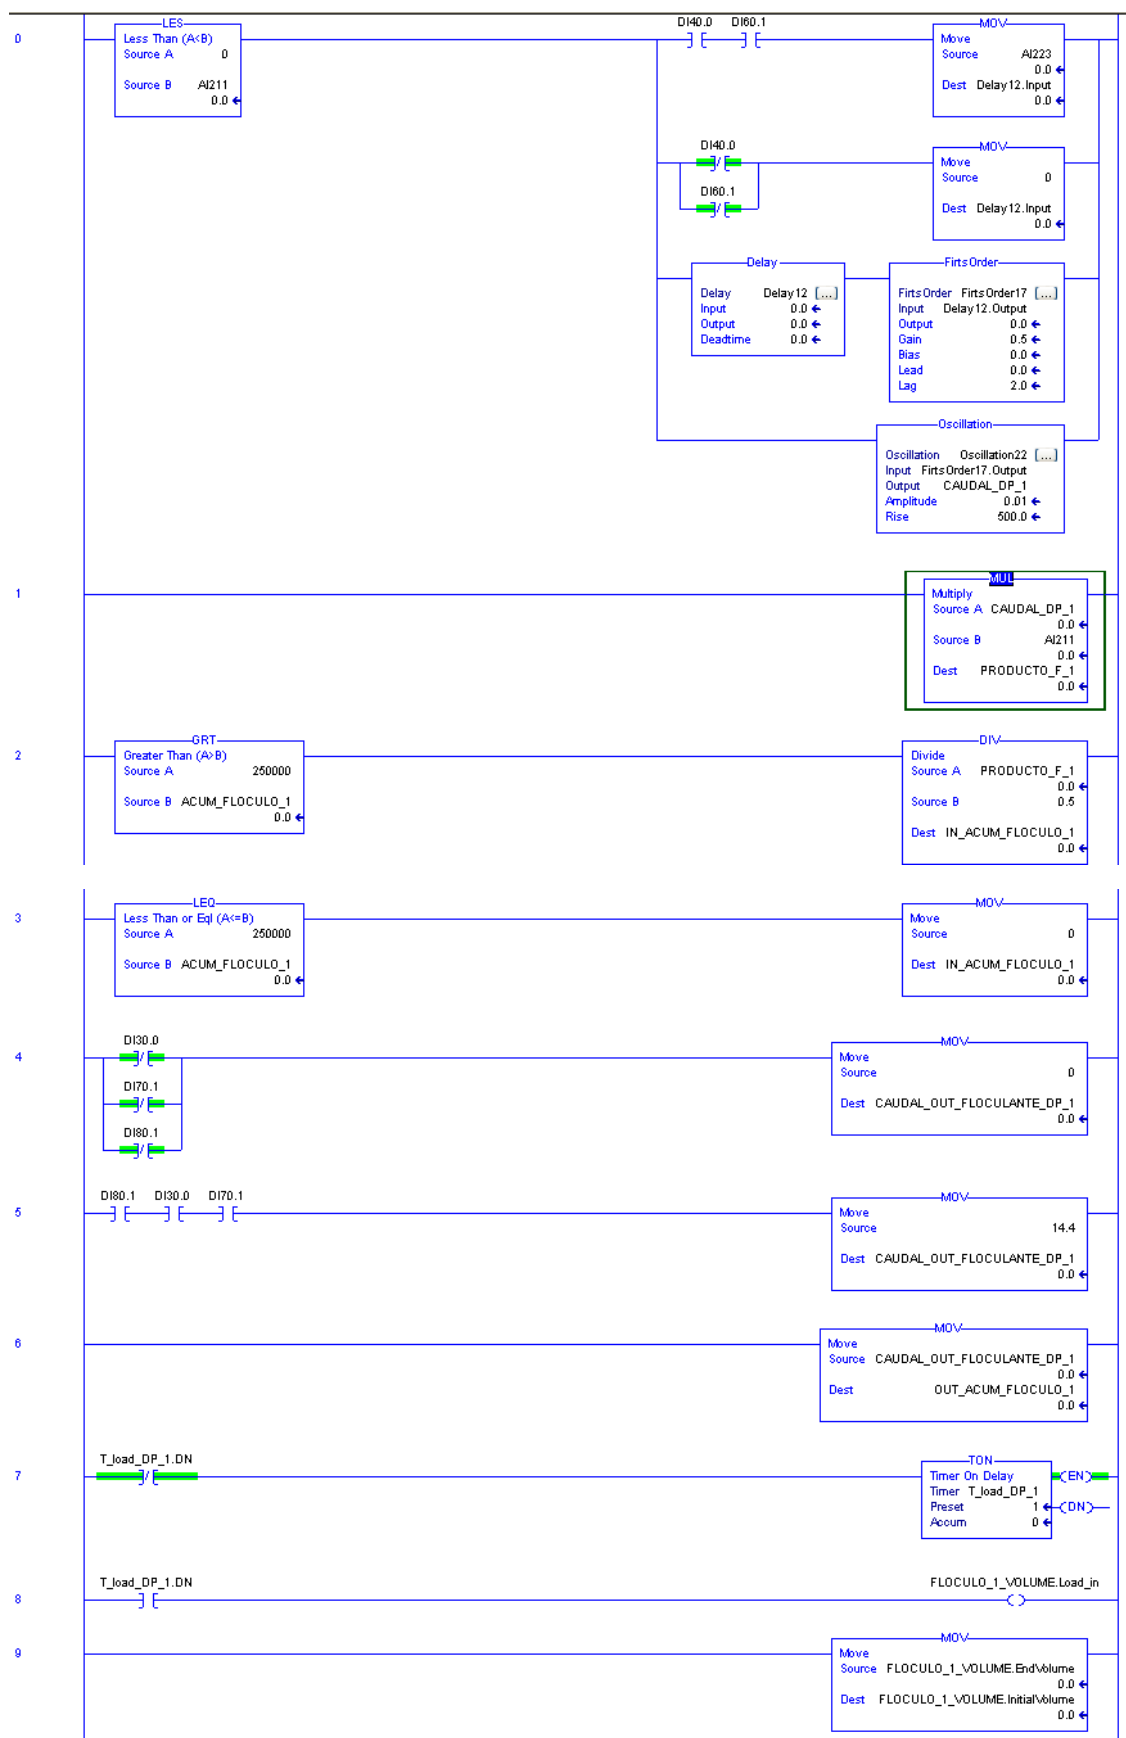 0
LES
Less Than (A<B)
Source A 0
Source B AI211
0.0
DI40.0 DI60.1
MOV
Move
Source AI223
0.0
Dest Delay12.Input
0.0
DI40.0
DI60.1
MOV
Move
Source 0
Dest Delay12.Input
0.0
Delay
Delay Delay12 [...]
Input 0.0
Output 0.0
Deadtime 0.0
FirtsOrder
FirtsOrder FirtsOrder17 [...]
Input Delay12.Output
Output 0.0
Gain 0.5
Bias 0.0
Lead 0.0
Lag 2.0
Oscillation
Oscillation Oscillation22 [...]
Input FirtsOrder17.Output
Output CAUDAL_DP_1
Amplitude 0.01
Rise 500.0
1
MUL
Multiply
Source A CAUDAL_DP_1
0.0
Source B AI211
0.0
Dest PRODUCTO_F_1
0.0
2
GRT
Greater Than (A>B)
Source A 250000
Source B ACUM_FLOCULO_1
0.0
DIV
Divide
Source A PRODUCTO_F_1
0.0
Source B 0.5
Dest IN_ACUM_FLOCULO_1
0.0
3
LEQ
Less Than or Eql (A<=B)
Source A 250000
Source B ACUM_FLOCULO_1
0.0
MOV
Move
Source 0
Dest IN_ACUM_FLOCULO_1
0.0
4
DI30.0
DI70.1
DI80.1
MOV
Move
Source 0
Dest CAUDAL_OUT_FLOCULANTE_DP_1
0.0
5
DI80.1 DI30.0 DI70.1
MOV
Move
Source 14.4
Dest CAUDAL_OUT_FLOCULANTE_DP_1
0.0
6
MOV
Move
Source CAUDAL_OUT_FLOCULANTE_DP_1
0.0
Dest OUT_ACUM_FLOCULO_1
0.0
7
T_load_DP_1.DN
TON
Timer On Delay
Timer T_load_DP_1
Preset 1
Accum 0
EN
DN
8
T_load_DP_1.DN
FLOCULO_1_VOLUME.Load_in
9
MOV
Move
Source FLOCULO_1_VOLUME.EndVolume
0.0
Dest FLOCULO_1_VOLUME.InitialVolume
0.0